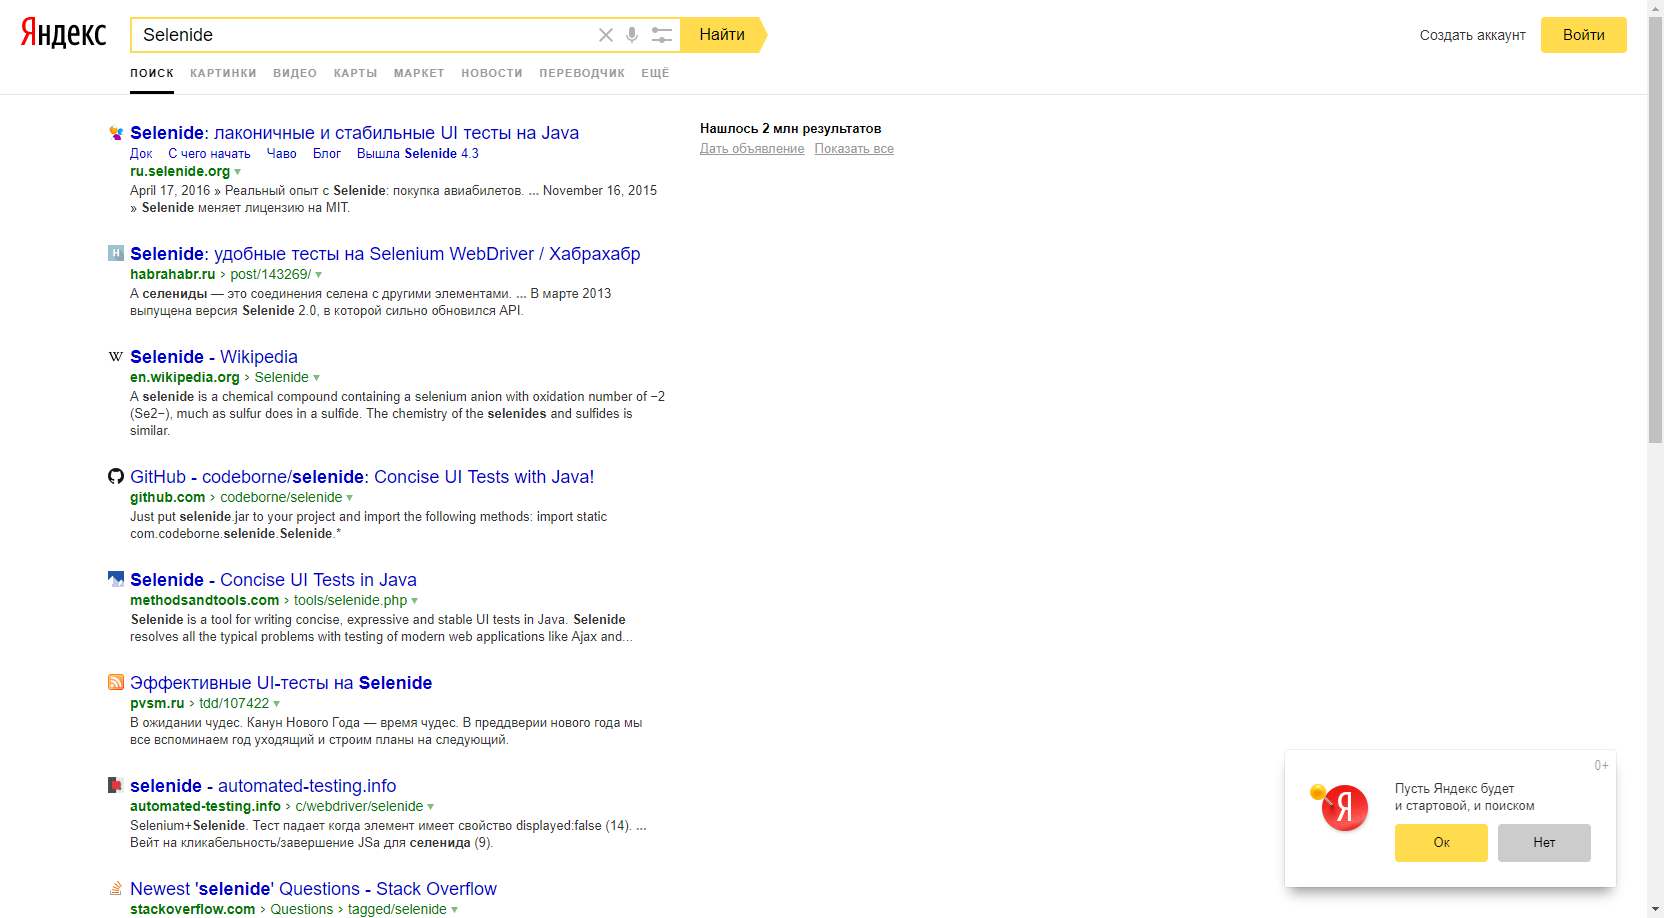 Яндекс
Selenide
Найти
Создать аккаунт
Войти
ПОИСК КАРТИНКИ ВИДЕО КАРТЫ МАРКЕТ НОВОСТИ ПЕРЕВОДЧИК ЕЩЁ
Selenide: лаконичные и стабильные UI тесты на Java
Док С чего начать Чаво Блог Вышла Selenide 4.3
ru.selenide.org
April 17, 2016 » Реальный опыт с Selenide: покупка авиабилетов. ... November 16, 2015
» Selenide меняет лицензию на MIT.
Selenide: удобные тесты на Selenium WebDriver / Хабрахабр
habrahabr.ru › post/143269/
А селениды — это соединения селена с другими элементами. ... В марте 2013
выпущена версия Selenide 2.0, в которой сильно обновился API.
W
Selenide - Wikipedia
en.wikipedia.org › Selenide
A selenide is a chemical compound containing a selenium anion with oxidation number of −2
(Se2−), much as sulfur does in a sulfide. The chemistry of the selenides and sulfides is
similar.
GitHub - codeborne/selenide: Concise UI Tests with Java!
github.com › codeborne/selenide
Just put selenide.jar to your project and import the following methods: import static
com.codeborne.selenide.Selenide.*
Selenide - Concise UI Tests in Java
methodsandtools.com › tools/selenide.php
Selenide is a tool for writing concise, expressive and stable UI tests in Java. Selenide
resolves all the typical problems with testing of modern web applications like Ajax and...
Эффективные UI-тесты на Selenide
pvsm.ru › tdd/107422
В ожидании чудес. Канун Нового Года — время чудес. В преддверии нового года мы
все вспоминаем год уходящий и строим планы на следующий.
selenide - automated-testing.info
automated-testing.info › c/webdriver/selenide
Selenium+Selenide. Тест падает когда элемент имеет свойство displayed:false (14). ...
Вейт на кликабельность/завершение JSа для селенида (9).
Newest 'selenide' Questions - Stack Overflow
stackoverflow.com › Questions › tagged/selenide
Нашлось 2 млн результатов
Дать объявление Показать все
0+
Я
Пусть Яндекс будет
и стартовой, и поиском
Ок
Нет